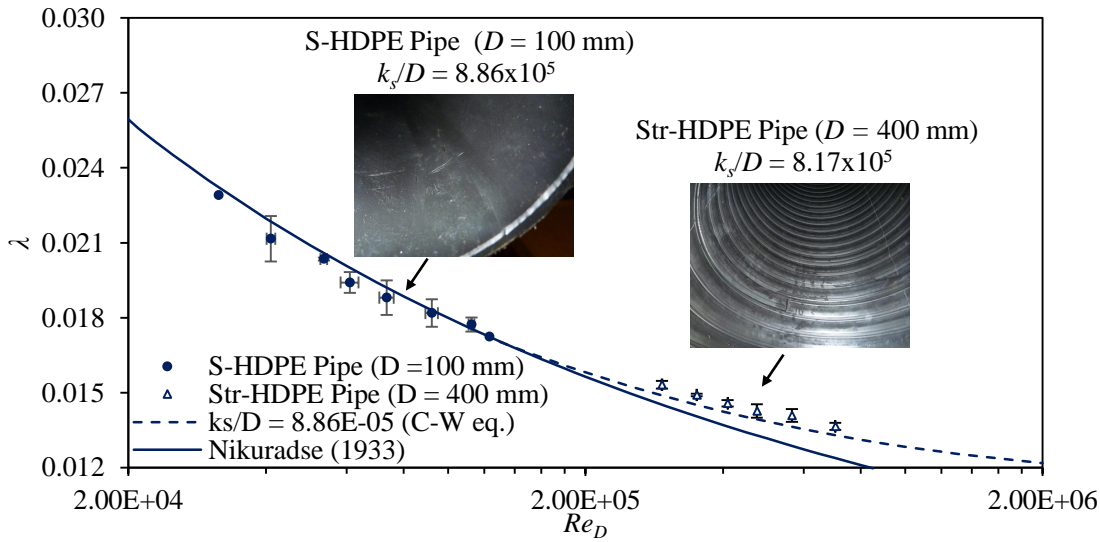 0.030
0.027
0.024
0.021
0.018
0.015
0.012
λ
S-HDPE Pipe (D = 100 mm)
kₛ/D = 8.86x10⁵
Str-HDPE Pipe (D = 400 mm)
kₛ/D = 8.17x10⁵
S-HDPE Pipe (D =100 mm)
Str-HDPE Pipe (D = 400 mm)
ks/D = 8.86E-05 (C-W eq.)
Nikuradse (1933)
2.00E+04 2.00E+05 2.00E+06
Re_D